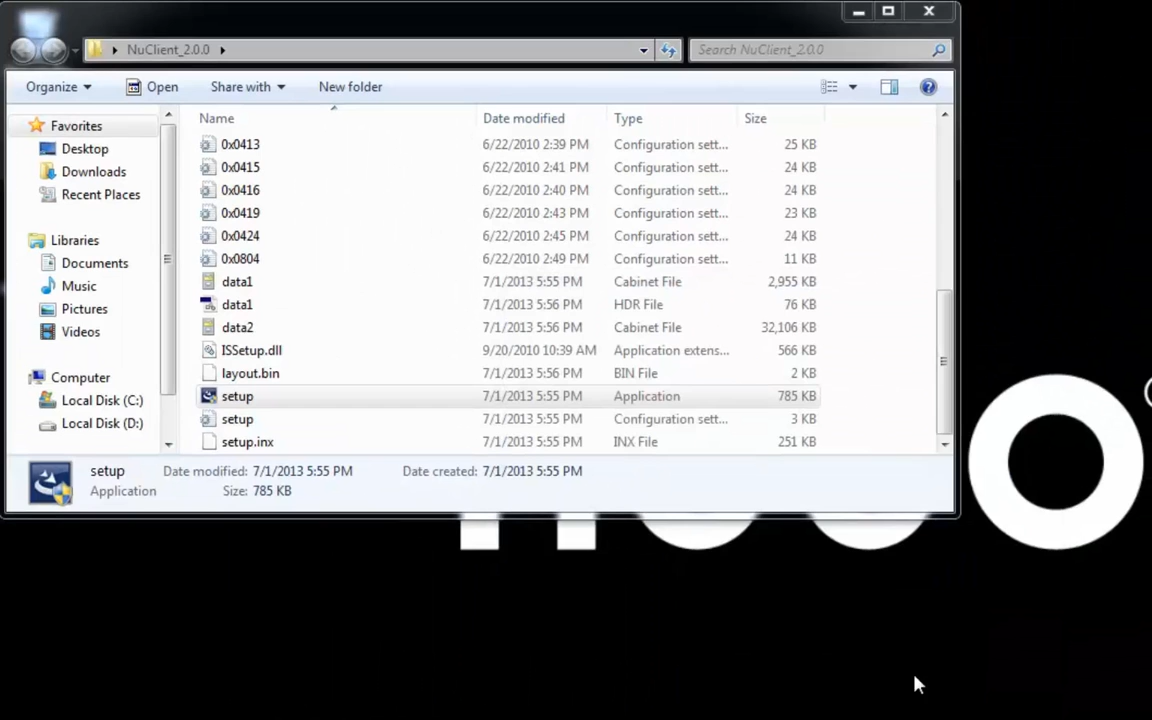 NuClient_2.0.0
Search NuClient_2.0.0
Organize Open Share with New folder
Name Date modified Type Size
Favorites
Desktop
Downloads
Recent Places
Libraries
Documents
Music
Pictures
Videos
Computer
Local Disk (C:)
Local Disk (D:)
0x0413 6/22/2010 2:39 PM Configuration sett... 25 KB
0x0415 6/22/2010 2:41 PM Configuration sett... 24 KB
0x0416 6/22/2010 2:40 PM Configuration sett... 24 KB
0x0419 6/22/2010 2:43 PM Configuration sett... 23 KB
0x0424 6/22/2010 2:45 PM Configuration sett... 24 KB
0x0804 6/22/2010 2:49 PM Configuration sett... 11 KB
data1 7/1/2013 5:55 PM Cabinet File 2,955 KB
data1 7/1/2013 5:56 PM HDR File 76 KB
data2 7/1/2013 5:56 PM Cabinet File 32,106 KB
ISSetup.dll 9/20/2010 10:39 AM Application extens... 566 KB
layout.bin 7/1/2013 5:56 PM BIN File 2 KB
setup 7/1/2013 5:55 PM Application 785 KB
setup 7/1/2013 5:55 PM Configuration sett... 3 KB
setup.inx 7/1/2013 5:55 PM INX File 251 KB
setup Date modified: 7/1/2013 5:55 PM Date created: 7/1/2013 5:55 PM
Application Size: 785 KB